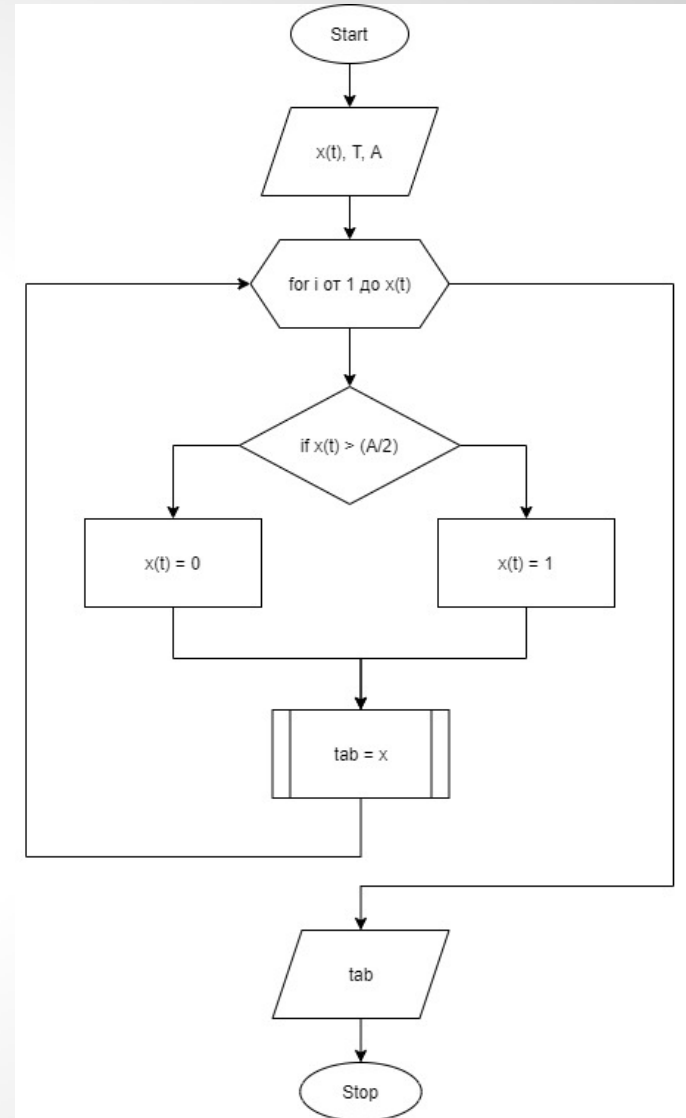 Start
x(t), T, A
for i от 1 до x(t)
if x(t) > (A/2)
x(t) = 0
x(t) = 1
tab = x
tab
Stop